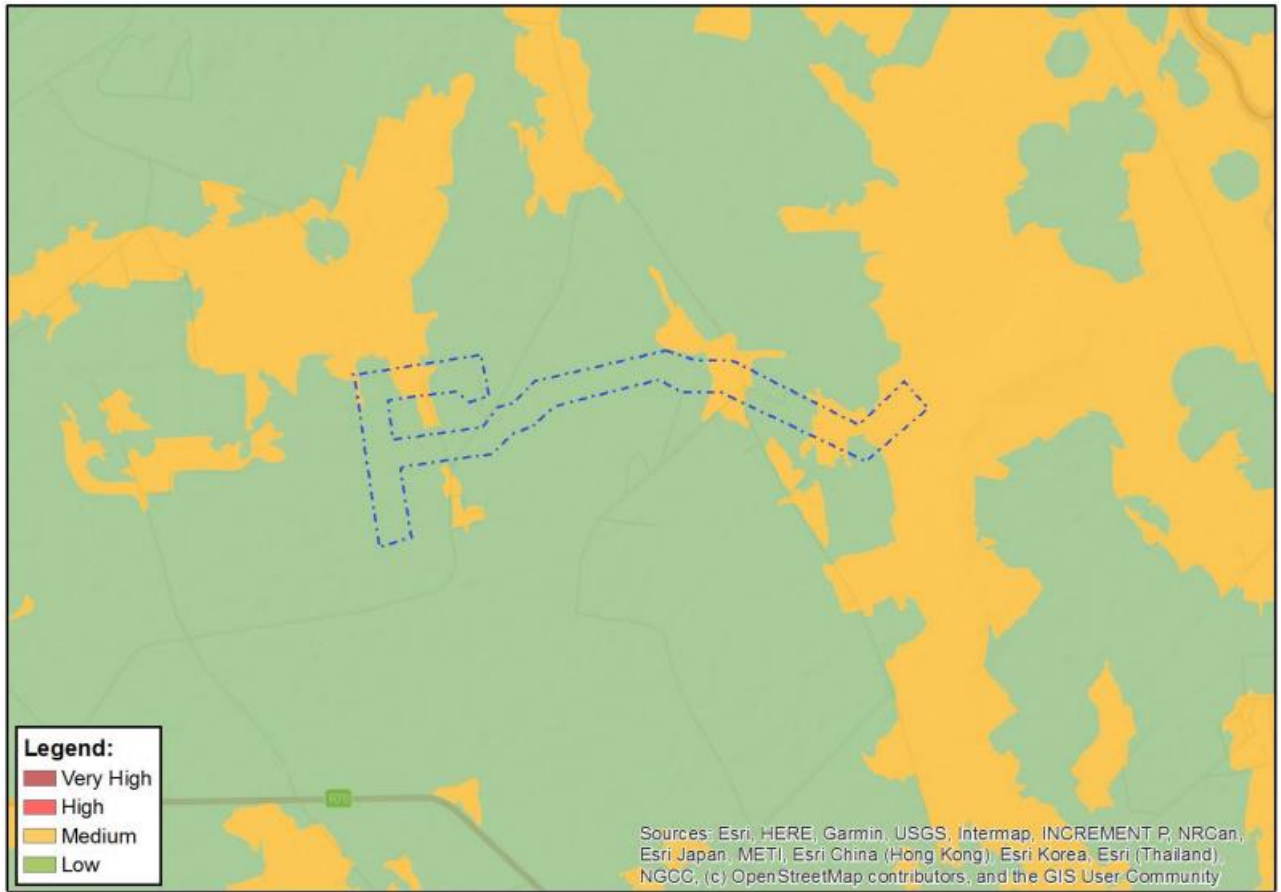 Legend:
Very High
High
Medium
Low
Sources: Esri, HERE, Garmin, USGS, Intermap, INCREMENT P, NRCan,
Esri Japan, METI, Esri China (Hong Kong), Esri Korea, Esri (Thailand),
NGCC, (c) OpenStreetMap contributors, and the GIS User Community